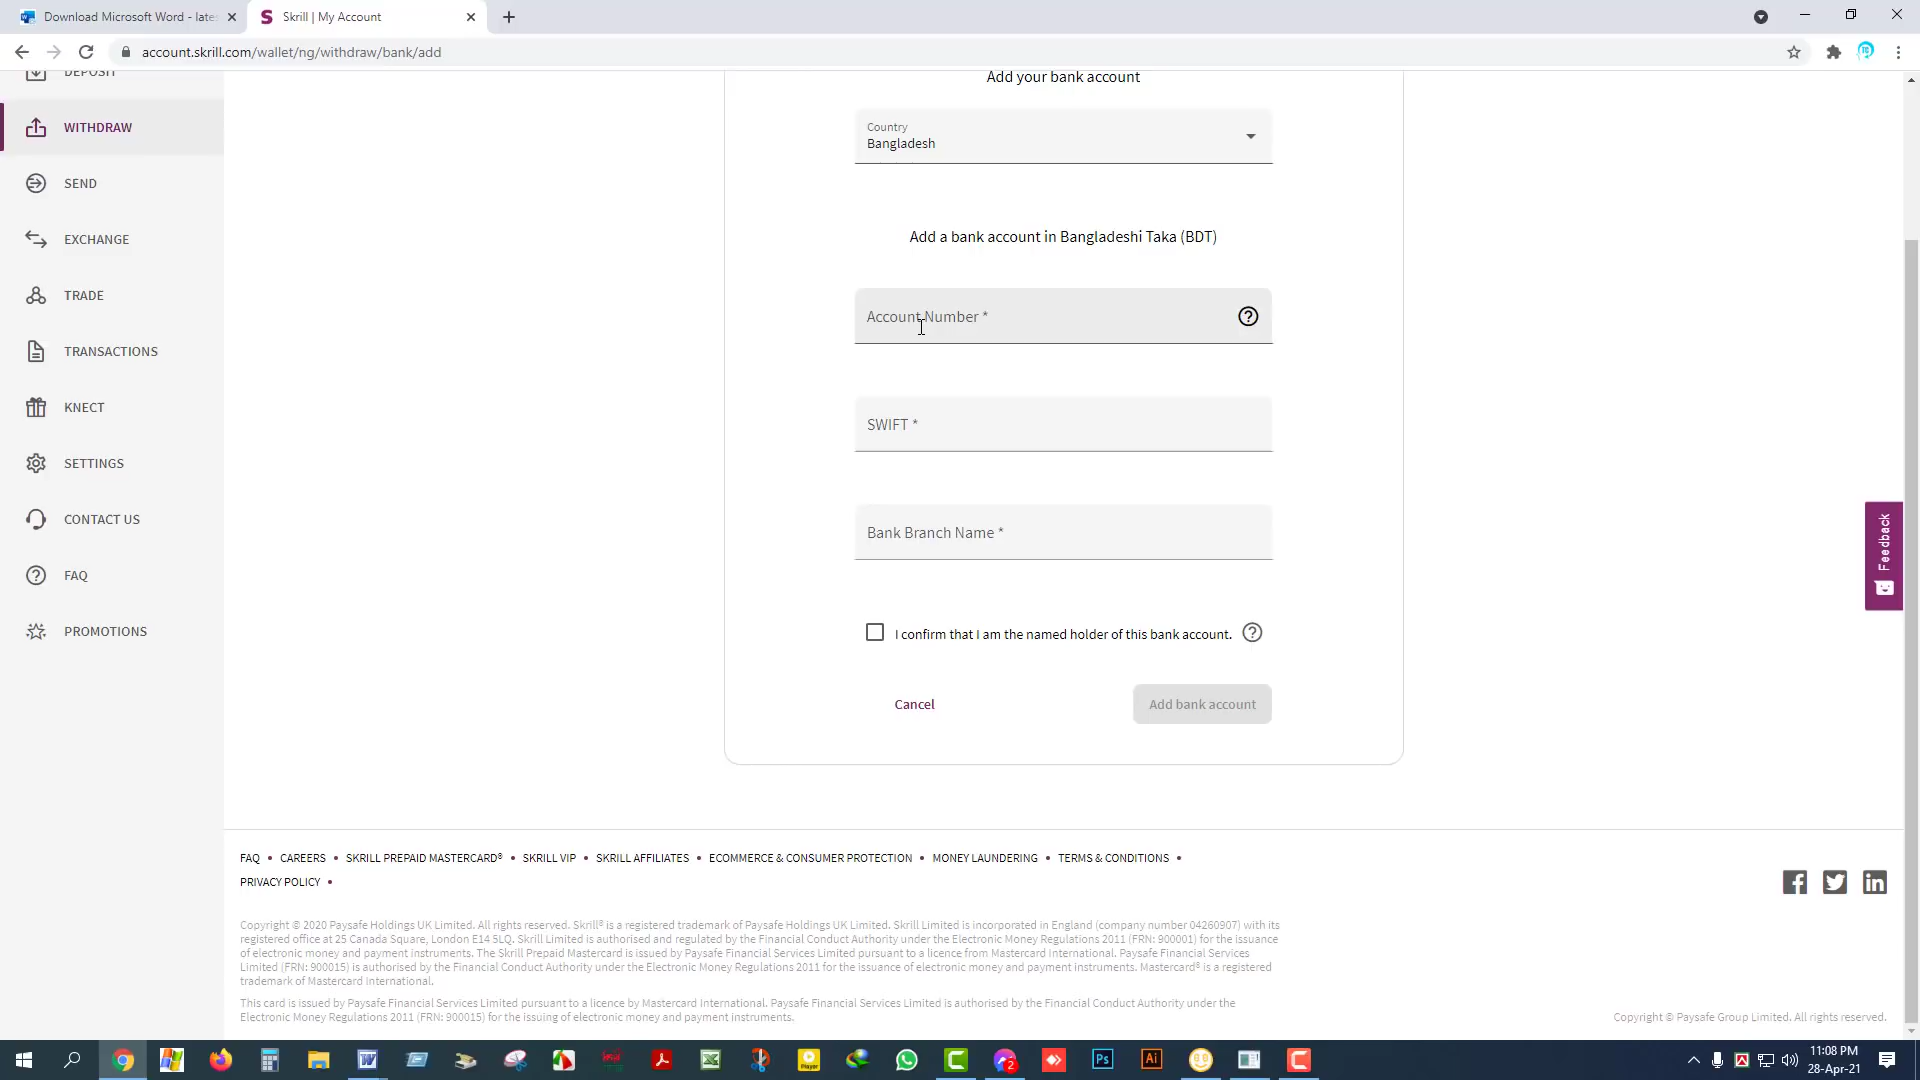 Download Microsoft Word - late
Skrill | My Account
account.skrill.com/wallet/ng/withdraw/bank/add
DEPOSIT
WITHDRAW
SEND
EXCHANGE
TRADE
TRANSACTIONS
KNECT
SETTINGS
CONTACT US
FAQ
PROMOTIONS
Add your bank account
Country
Bangladesh
Add a bank account in Bangladeshi Taka (BDT)
Account Number *
SWIFT *
Bank Branch Name *
I confirm that I am the named holder of this bank account.
Cancel
Add bank account
Feedback
FAQ • CAREERS • SKRILL PREPAID MASTERCARD® • SKRILL VIP • SKRILL AFFILIATES • ECOMMERCE & CONSUMER PROTECTION • MONEY LAUNDERING • TERMS & CONDITIONS •
PRIVACY POLICY •
Copyright © 2020 Paysafe Holdings UK Limited. All rights reserved. Skrill® is a registered trademark of Paysafe Holdings UK Limited. Skrill Limited is incorporated in England (company number 04260907) with its
registered office at 25 Canada Square, London E14 5LQ. Skrill Limited is authorised and regulated by the Financial Conduct Authority under the Electronic Money Regulations 2011 (FRN: 900001) for the issuance
of electronic money and payment instruments. The Skrill Prepaid Mastercard is issued by Paysafe Financial Services Limited pursuant to a licence from Mastercard International. Paysafe Financial Services
Limited (FRN: 900015) is authorised by the Financial Conduct Authority under the Electronic Money Regulations 2011 for the issuance of electronic money and payment instruments. Mastercard® is a registered
trademark of Mastercard International.
This card is issued by Paysafe Financial Services Limited pursuant to a licence by Mastercard International. Paysafe Financial Services Limited is authorised by the Financial Conduct Authority under the
Electronic Money Regulations 2011 (FRN: 900015) for the issuing of electronic money and payment instruments.
Copyright © Paysafe Group Limited. All rights reserved.
Ps
Ai
2
11:08 PM
28-Apr-21